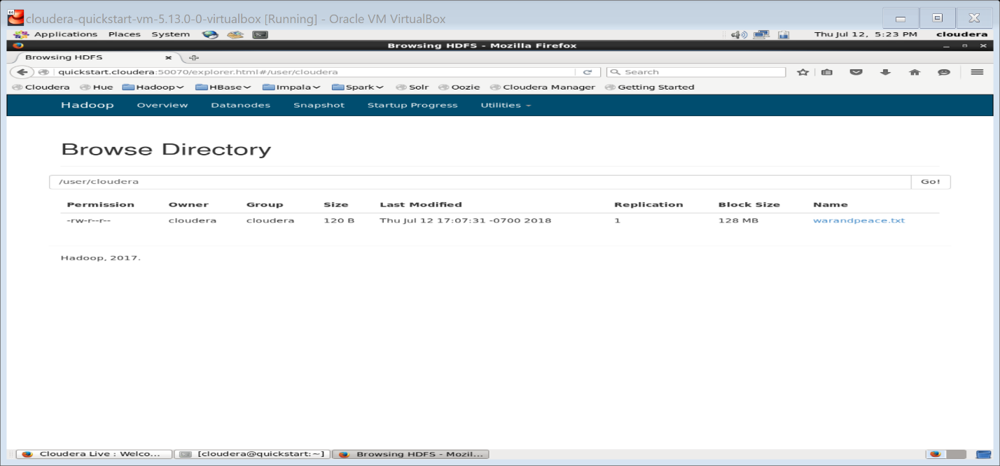 cloudera-quickstart-vm-5.13.0-0-virtualbox [Running] - Oracle VM VirtualBox
Applications Places System Thu Jul 12, 5:23 PM cloudera
Browsing HDFS - Mozilla Firefox
Browsing HDFS
quickstart.cloudera:50070/explorer.html#/user/cloudera Search
Cloudera Hue Hadoop HBase Impala Spark Solr Oozie Cloudera Manager Getting Started
Hadoop Overview Datanodes Snapshot Startup Progress Utilities
Browse Directory
/user/cloudera Go!
Permission Owner Group Size Last Modified Replication Block Size Name
-rw-r--r-- cloudera cloudera 120 B Thu Jul 12 17:07:31 -0700 2018 1 128 MB warandpeace.txt
Hadoop, 2017.
Cloudera Live : Welco... [cloudera@quickstart:~] Browsing HDFS - Mozil...